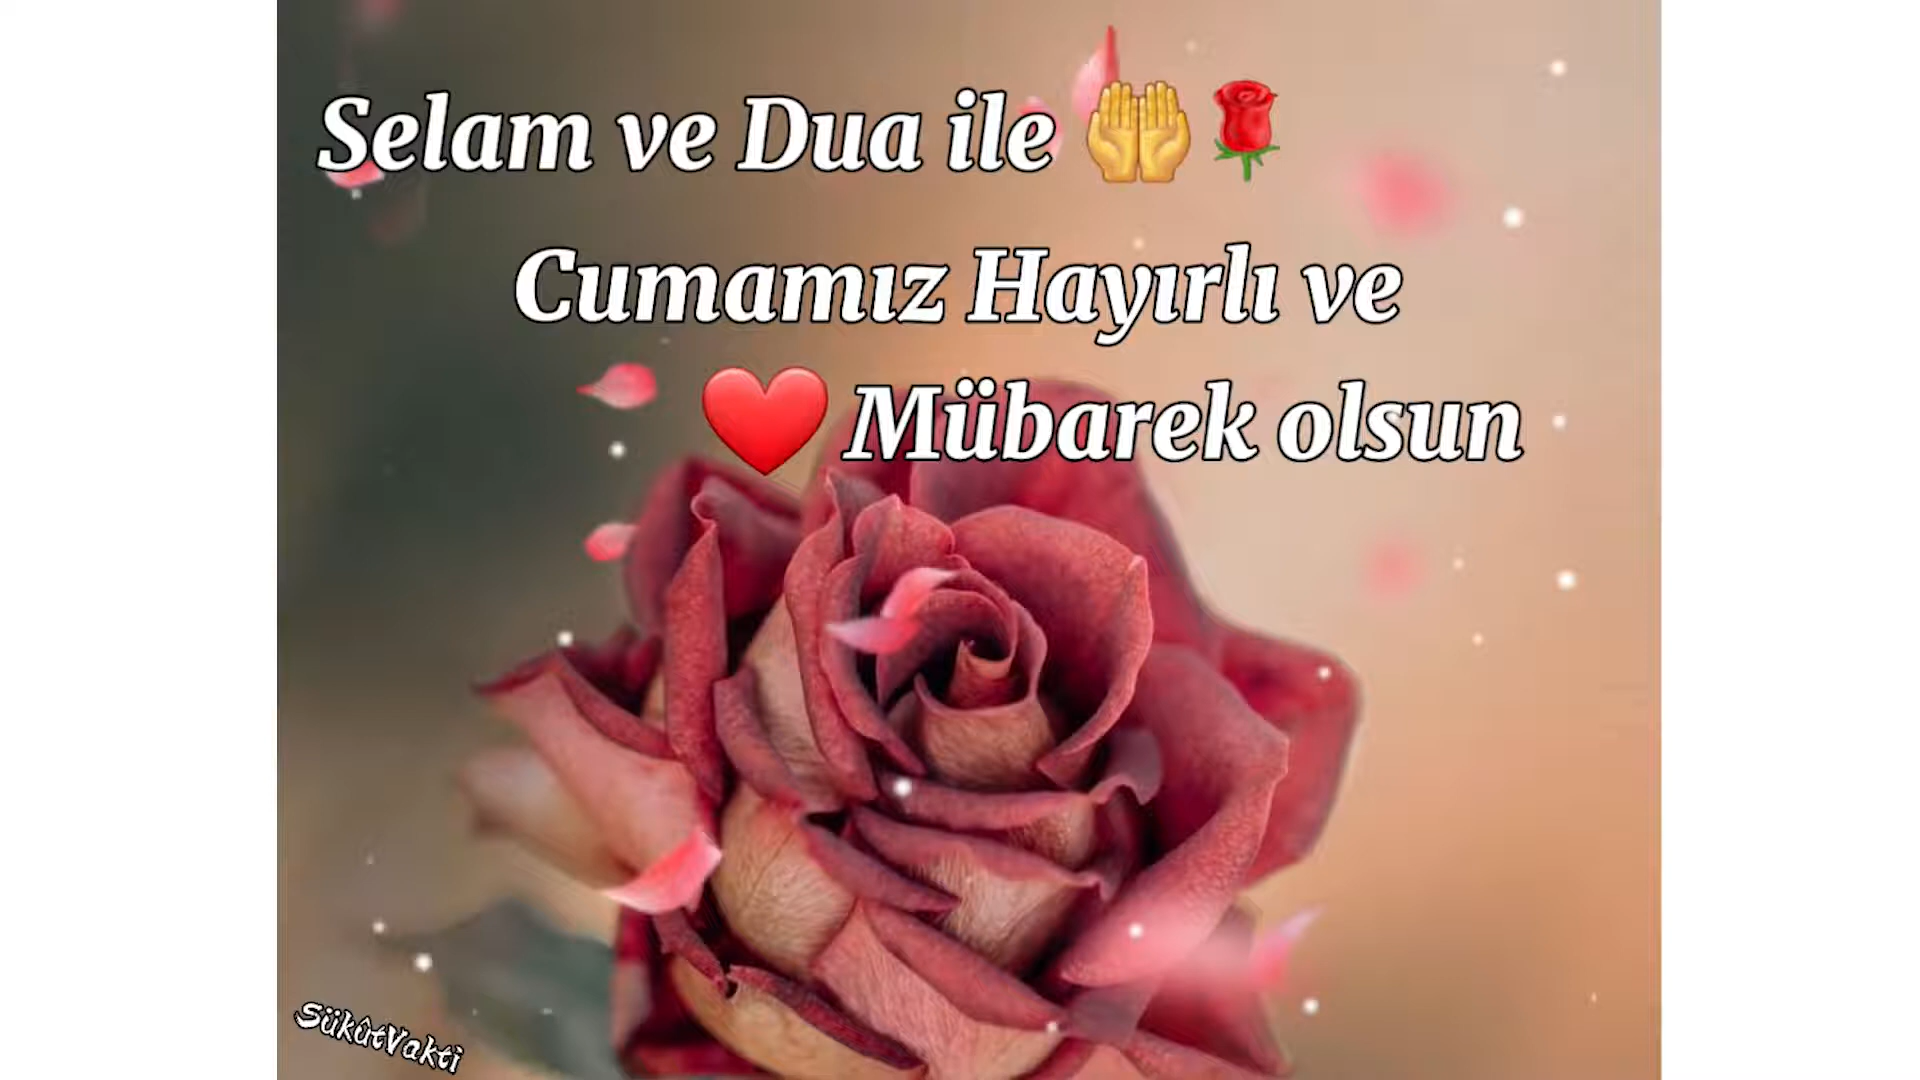 Selam ve Dua ile 🤲🌹
Cumamız Hayırlı ve
❤️ Mübarek olsun
SükûtVakti